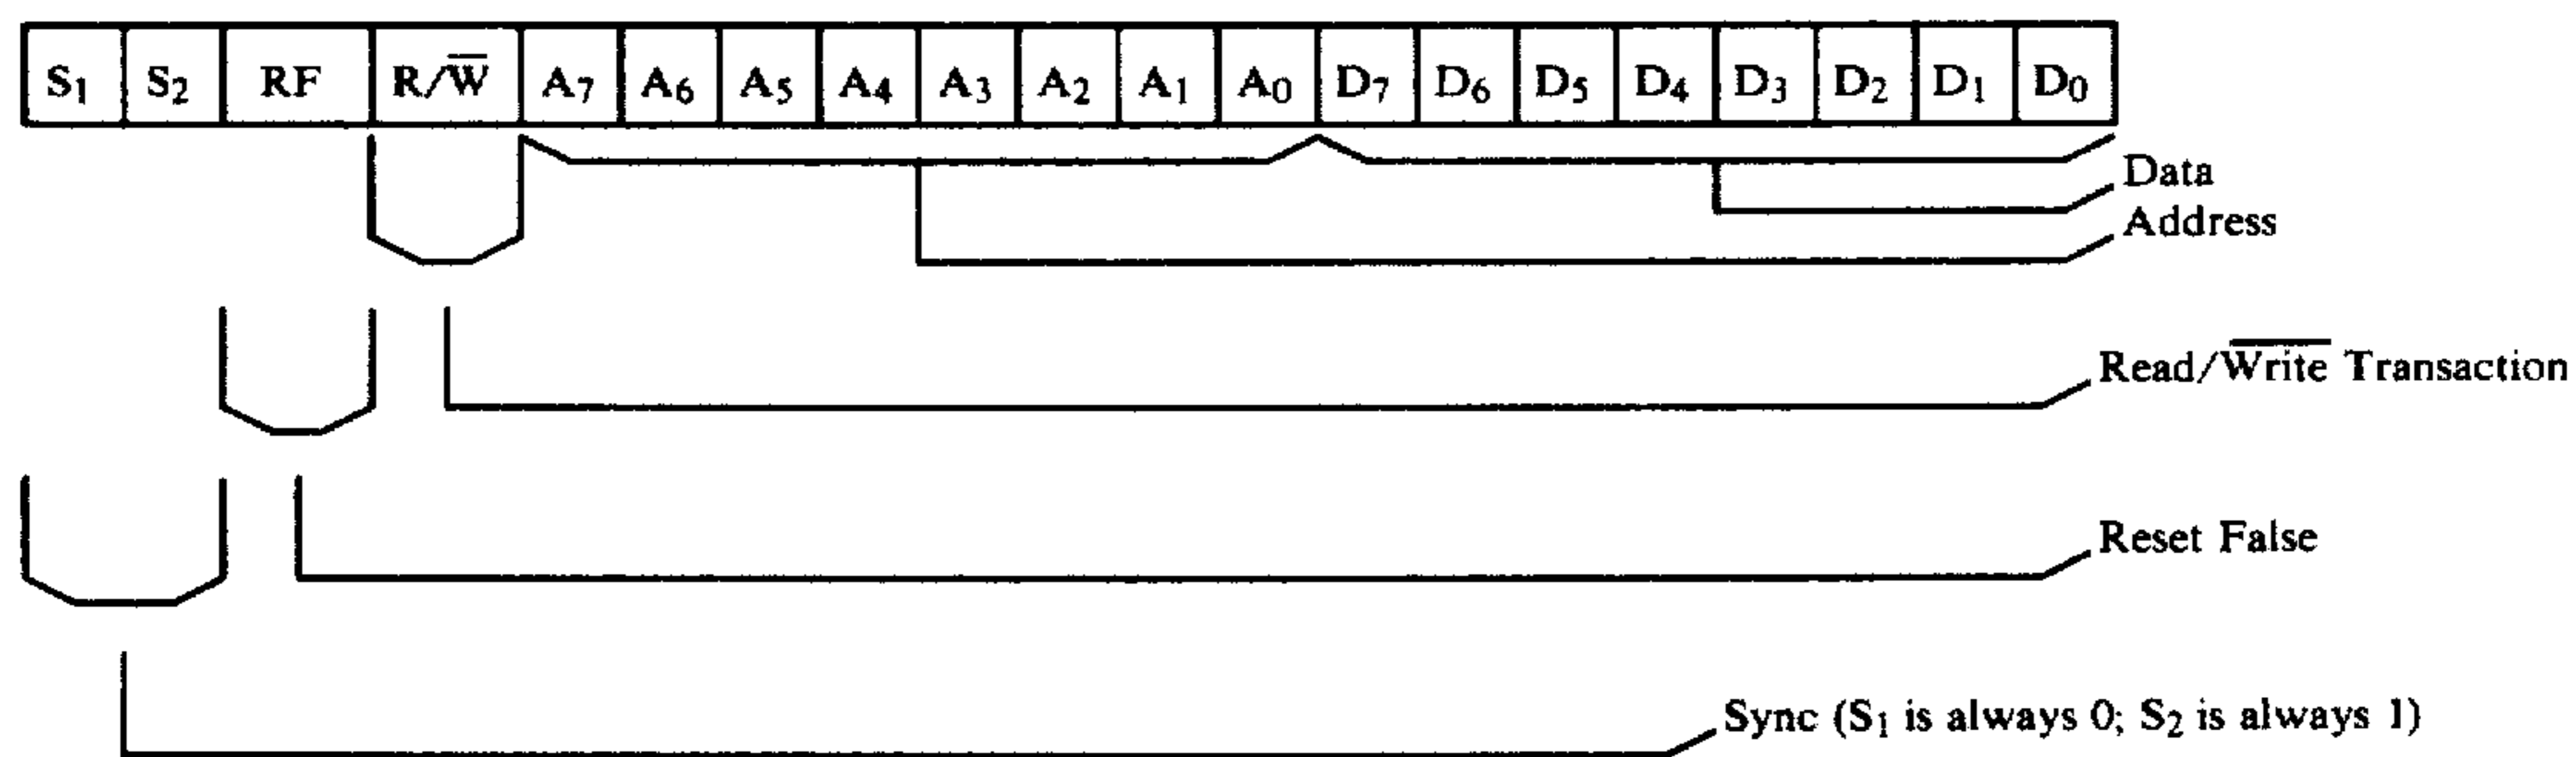 S₁ S₂ RF R/W̅ A₇ A₆ A₅ A₄ A₃ A₂ A₁ A₀ D₇ D₆ D₅ D₄ D₃ D₂ D₁ D₀
Data
Address
Read/W̅r̅i̅t̅e̅ Transaction
Reset False
Sync (S₁ is always 0; S₂ is always 1)